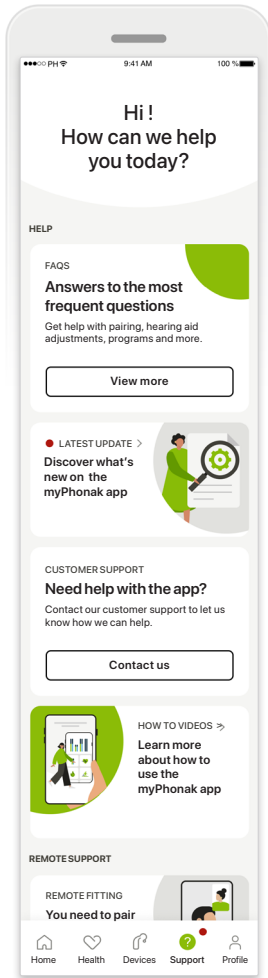 PH 9:41 AM 100 %
Hi !
How can we help
you today?
HELP
FAQS
Answers to the most
frequent questions
Get help with pairing, hearing aid
adjustments, programs and more.
View more
LATEST UPDATE
Discover what's
new on the
myPhonak app
CUSTOMER SUPPORT
Need help with the app?
Contact our customer support to let us
know how we can help.
Contact us
HOW TO VIDEOS
Learn more
about how to
use the
myPhonak app
REMOTE SUPPORT
REMOTE FITTING
You need to pair
? 
Home Health Devices Support Profile